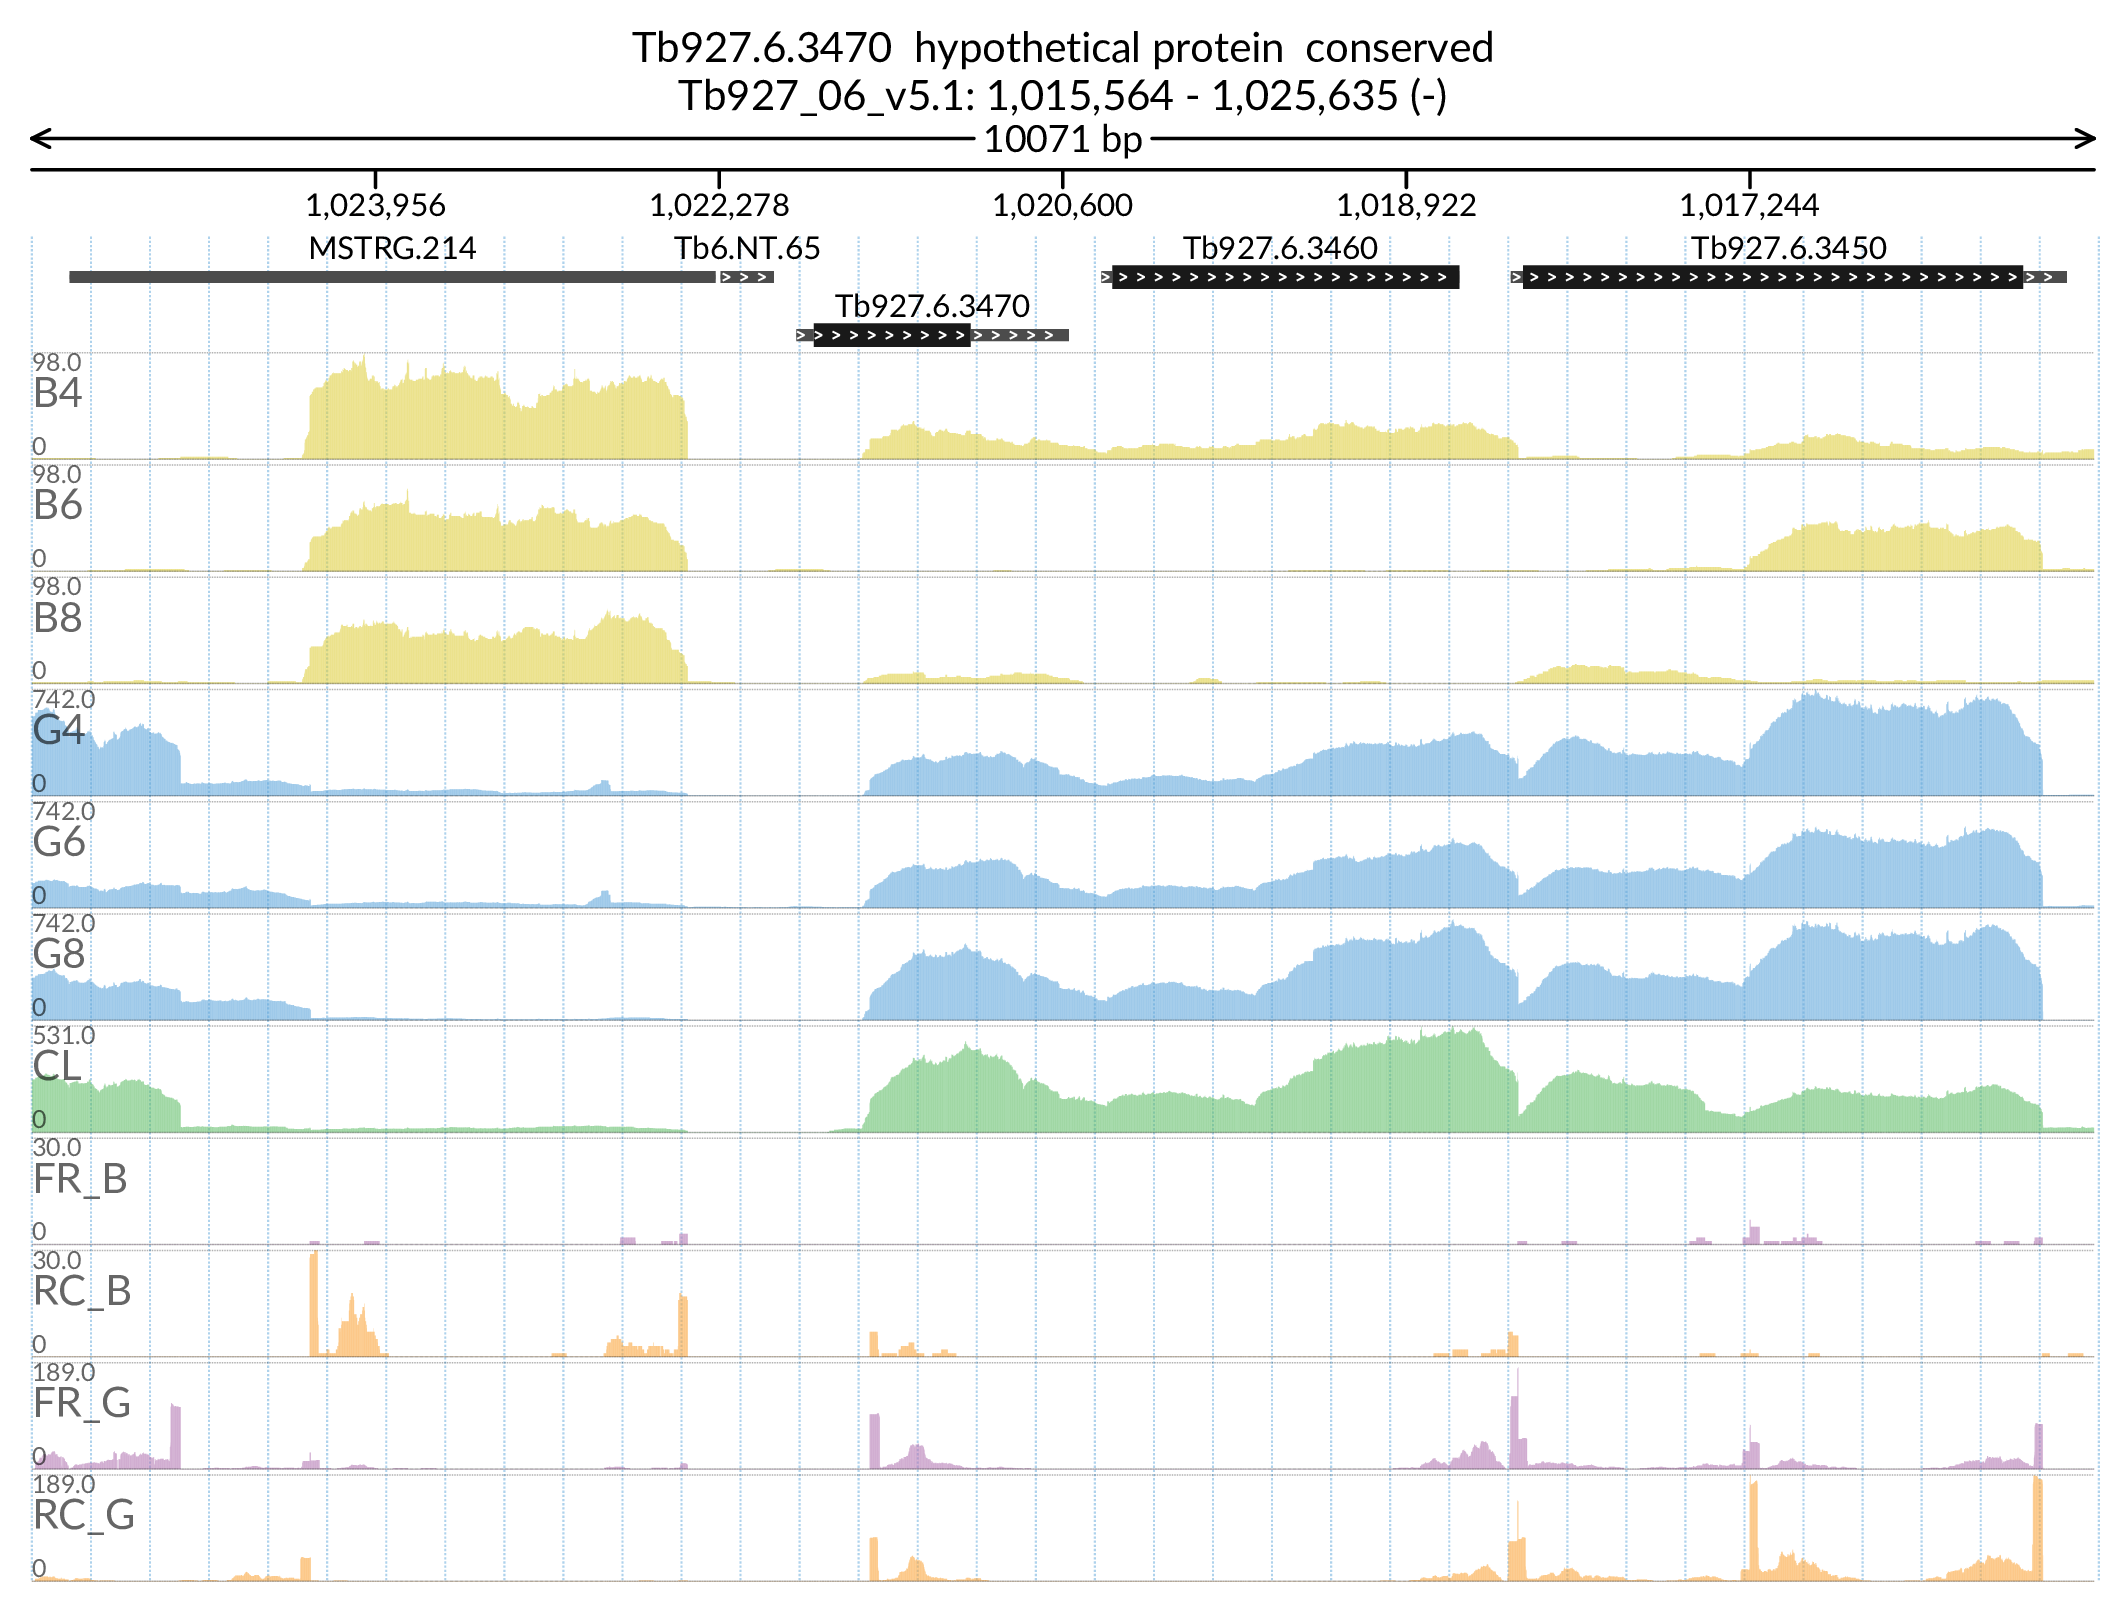 Tb927.6.3470 hypothetical protein conserved
Tb927_06_v5.1: 1,015,564 - 1,025,635 (-)
10071 bp
1,023,956 1,022,278 1,020,600 1,018,922 1,017,244
MSTRG.214 Tb6.NT.65 Tb927.6.3460 Tb927.6.3450
Tb927.6.3470
98.0
B4
0
98.0
B6
0
98.0
B8
0
742.0
G4
0
742.0
G6
0
742.0
G8
0
531.0
CL
0
30.0
FR_B
0
30.0
RC_B
0
189.0
FR_G
0
189.0
RC_G
0